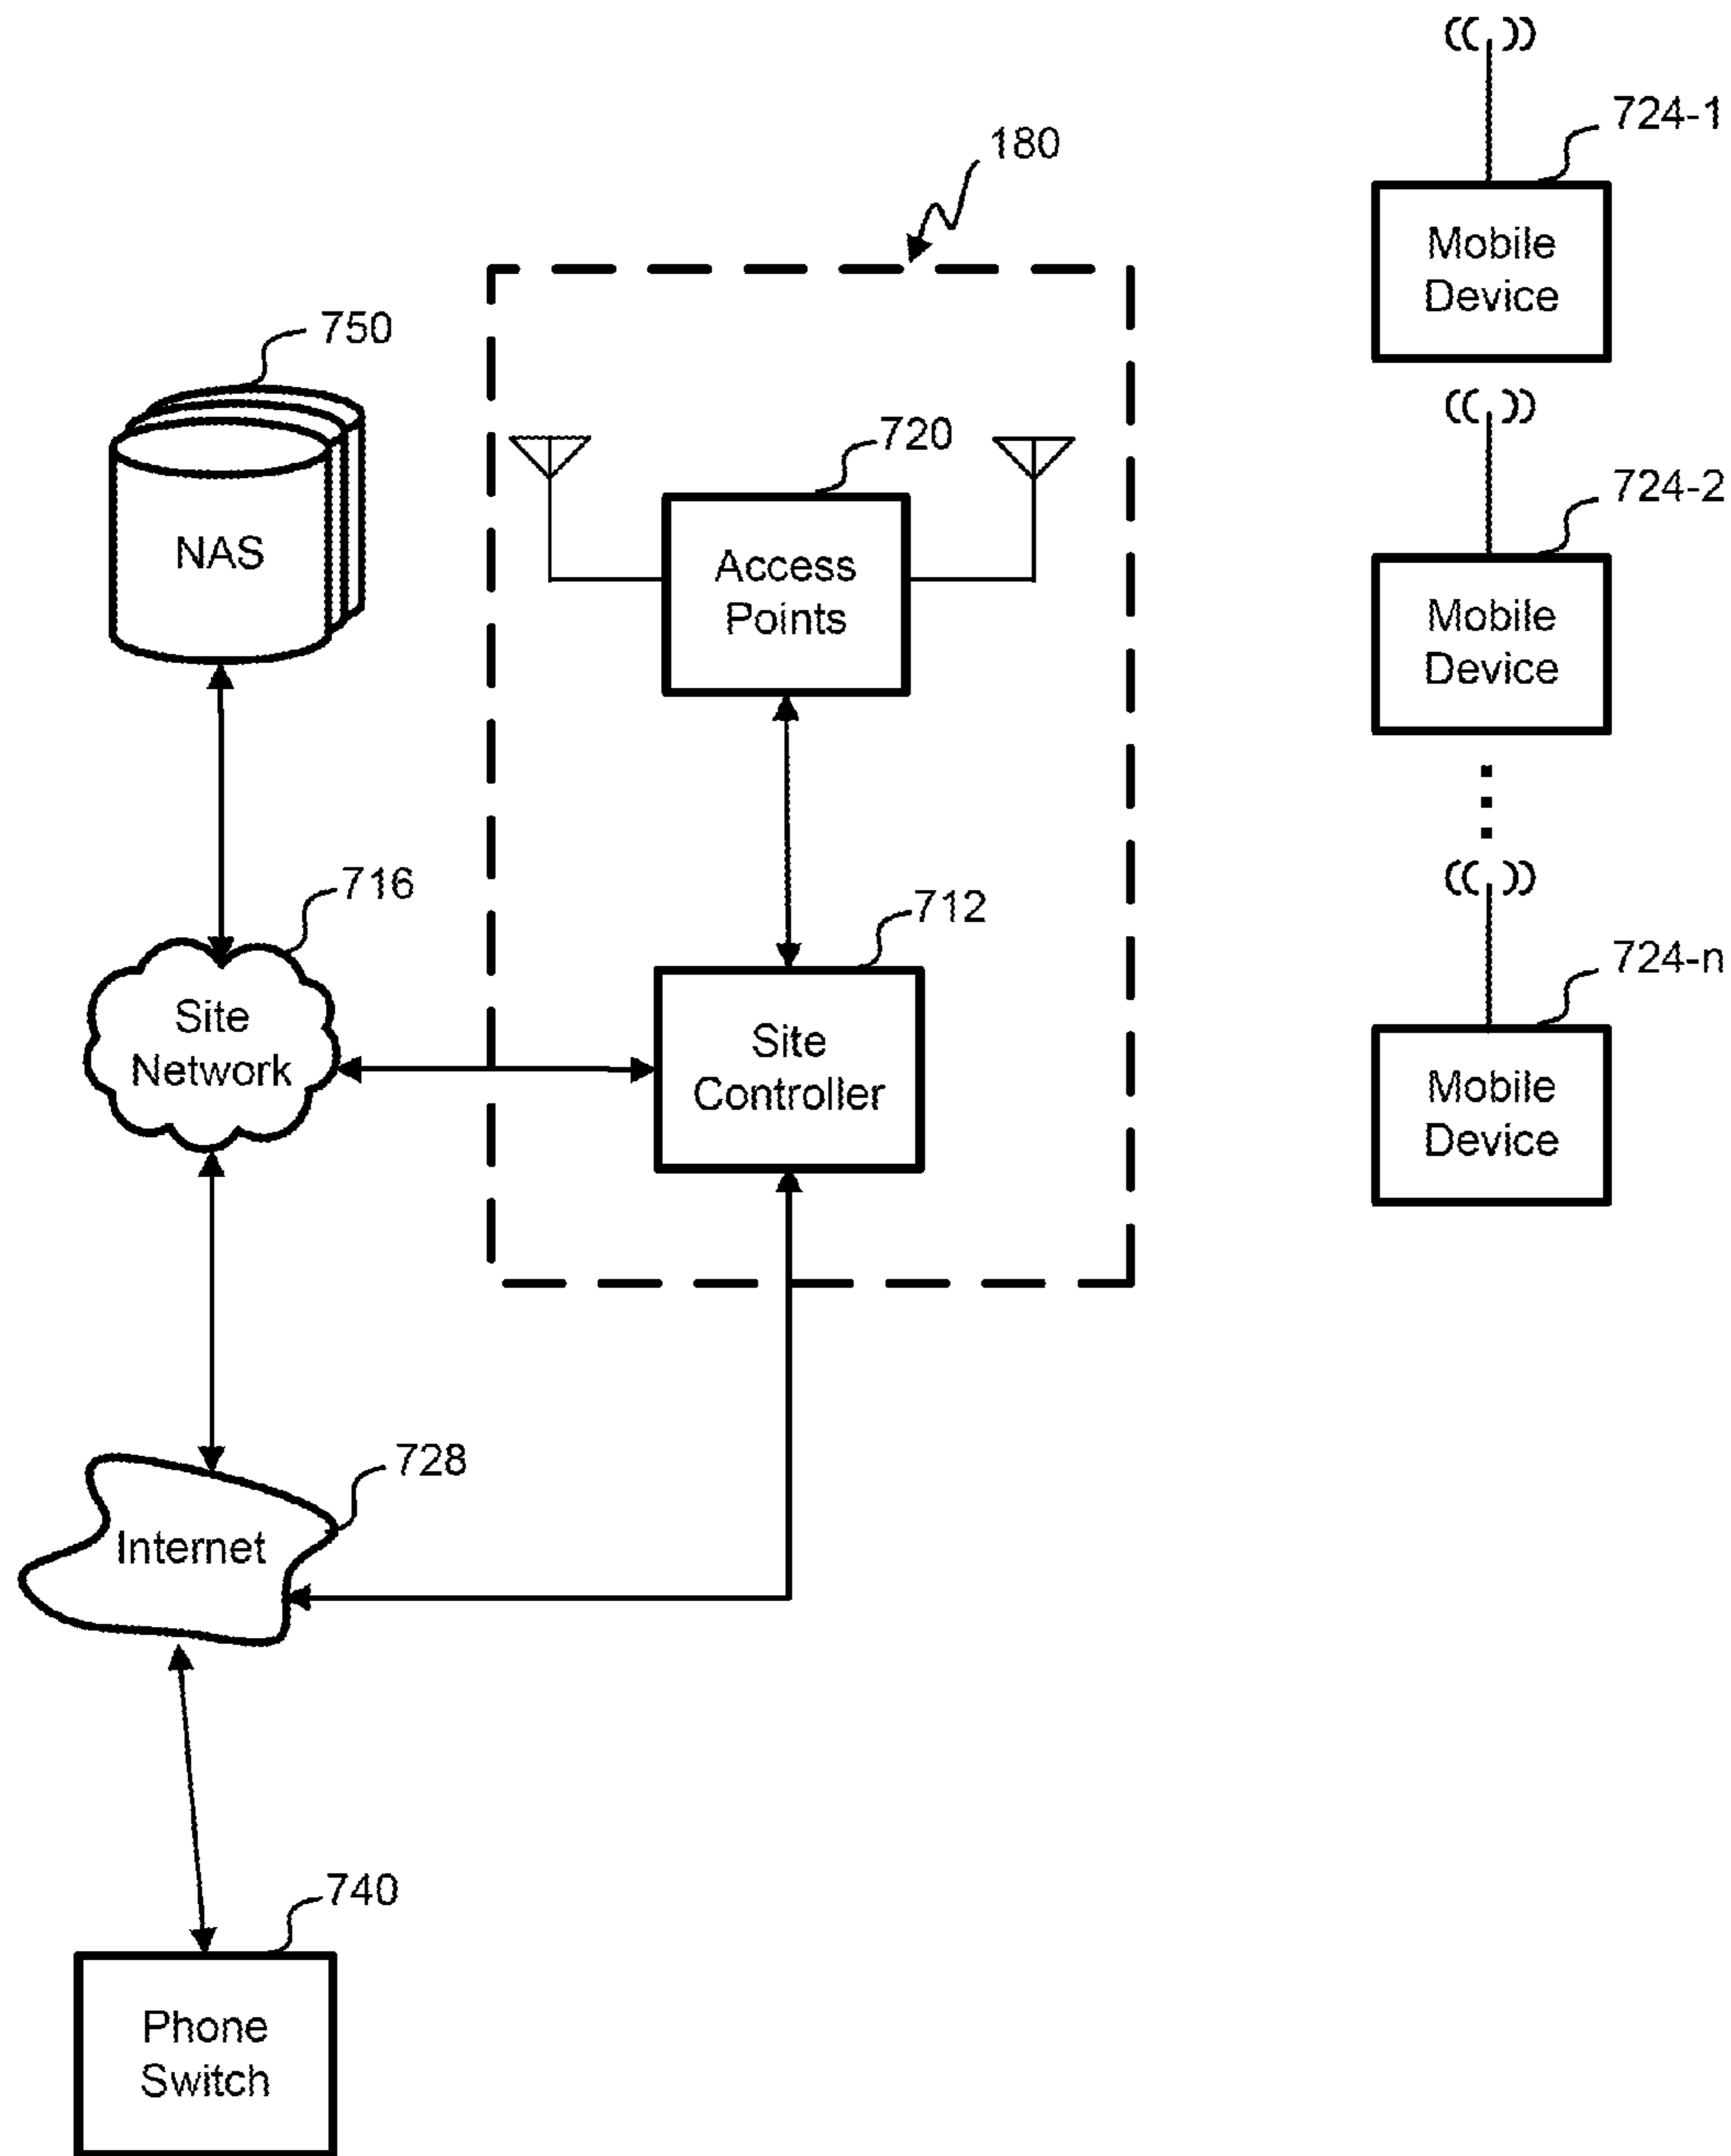 724-1
180
Mobile
Device
750
720
724-2
NAS
Access
Points
Mobile
Device
716
712
724-n
Site
Network
Site
Controller
Mobile
Device
728
Internet
740
Phone
Switch